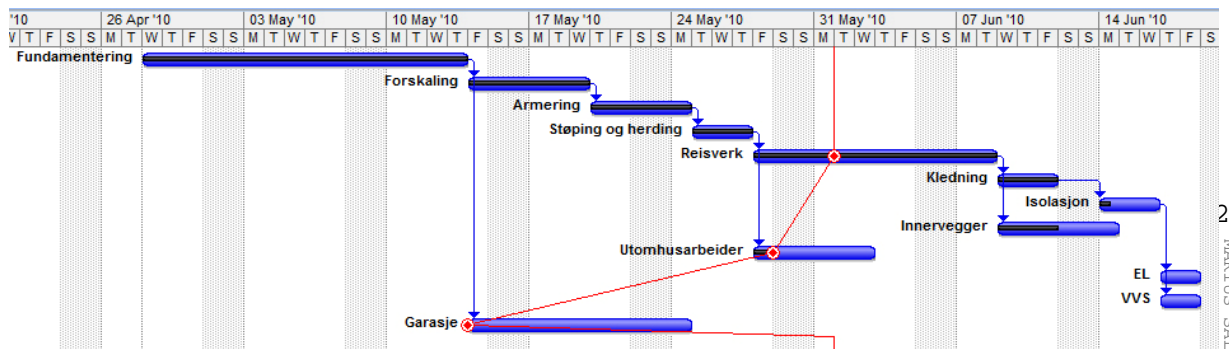 '10 26 Apr '10 03 May '10 10 May '10 17 May '10 24 May '10 31 May '10 07 Jun '10 14 Jun '10
W T F S S M T W T F S S M T W T F S S M T W T F S S M T W T F S S M T W T F S S M T W T F S S M T W T F S S M T W T F S
Fundamentering
Forskaling
Armering
Støping og herding
Reisverk
Kledning
Isolasjon
2
Innervegger
Utomhusarbeider
EL
VVS
Garasje